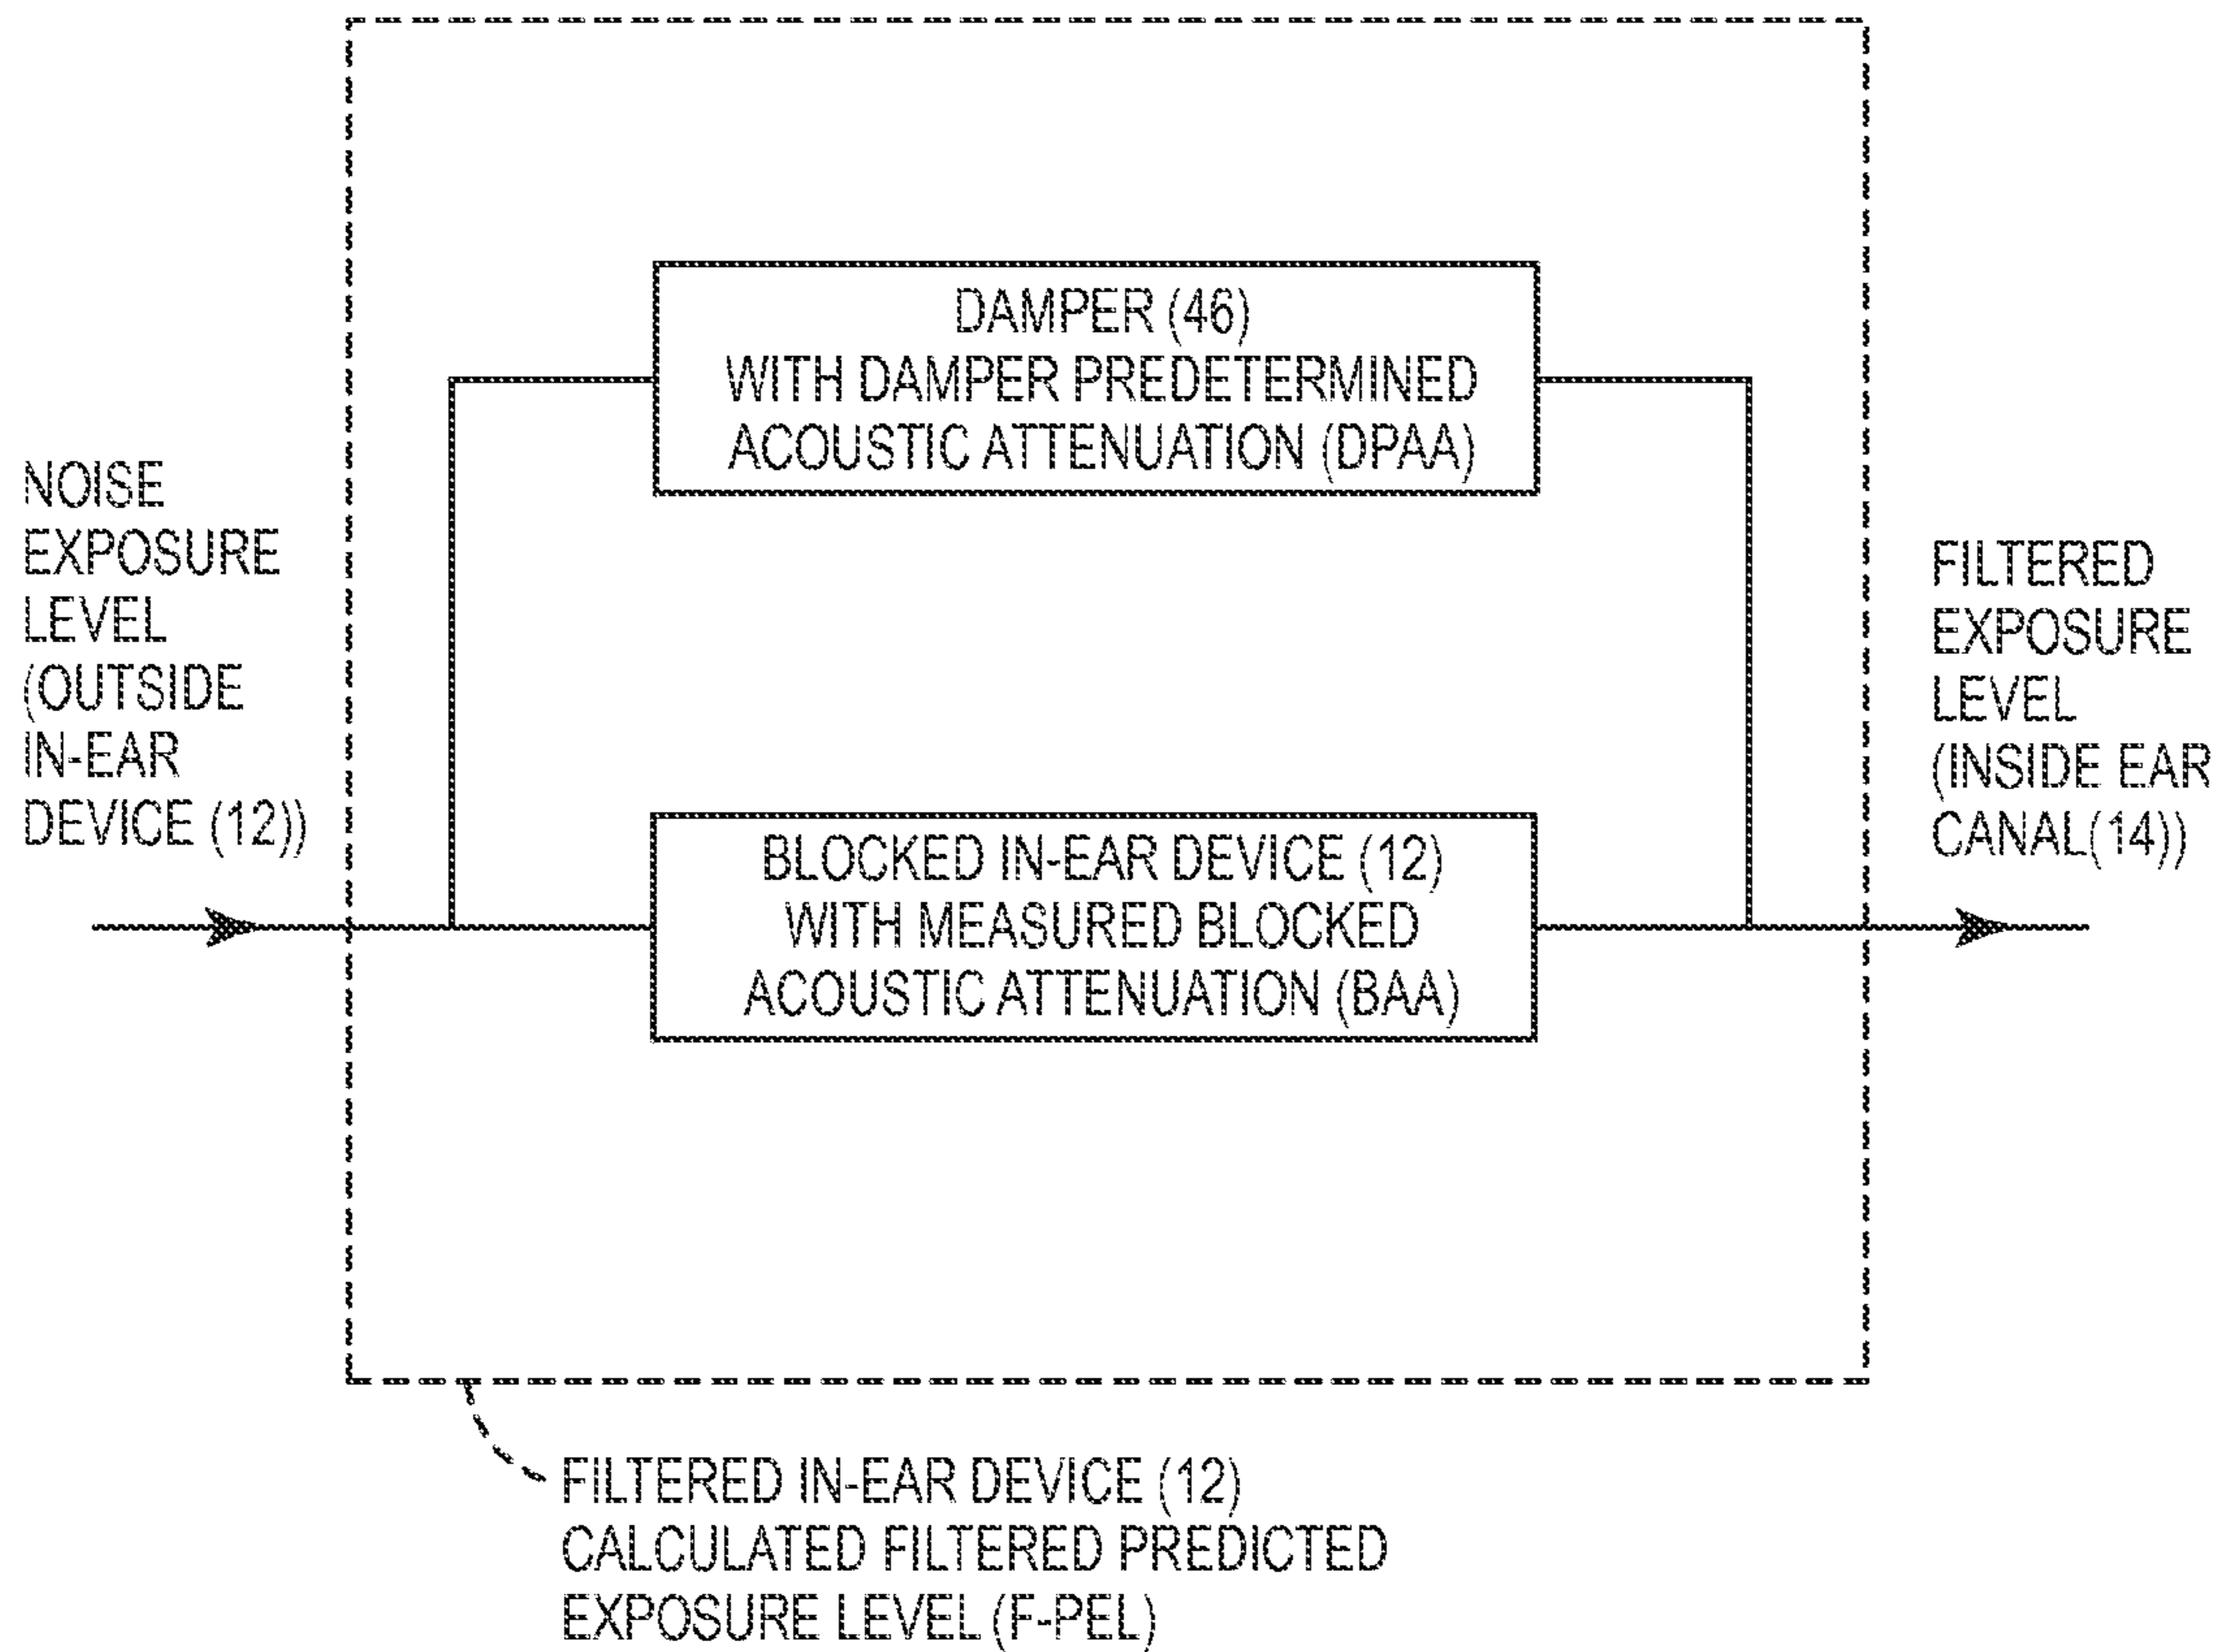 NOISE
EXPOSURE
LEVEL
(OUTSIDE
IN-EAR
DEVICE (12))
DAMPER (46)
WITH DAMPER PREDETERMINED
ACOUSTIC ATTENUATION (DPAA)
BLOCKED IN-EAR DEVICE (12)
WITH MEASURED BLOCKED
ACOUSTIC ATTENUATION (BAA)
FILTERED
EXPOSURE
LEVEL
(INSIDE EAR
CANAL(14))
FILTERED IN-EAR DEVICE (12)
CALCULATED FILTERED PREDICTED
EXPOSURE LEVEL (F-PEL)